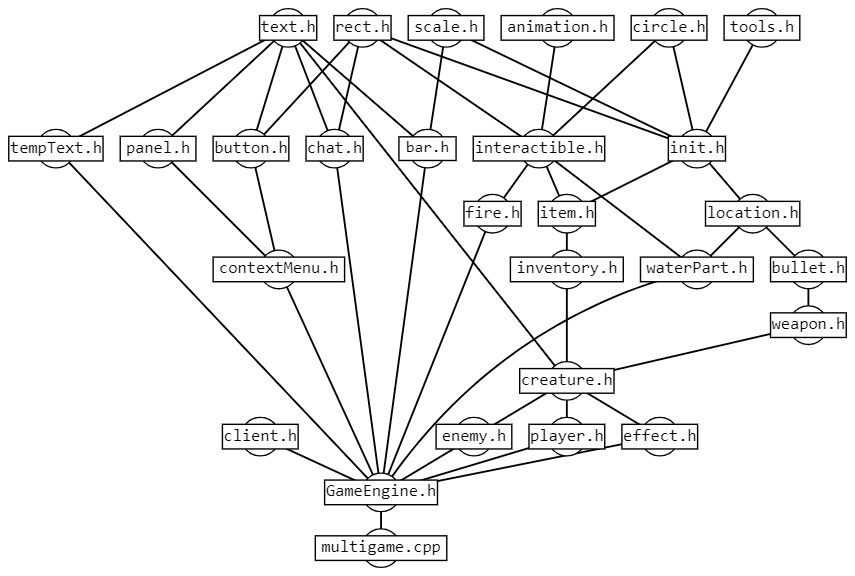 text.h rect.h scale.h animation.h circle.h tools.h
tempText.h panel.h button.h chat.h bar.h interactible.h init.h
fire.h item.h location.h
contextMenu.h inventory.h waterPart.h bullet.h
weapon.h
creature.h
client.h enemy.h player.h effect.h
GameEngine.h
multigame.cpp